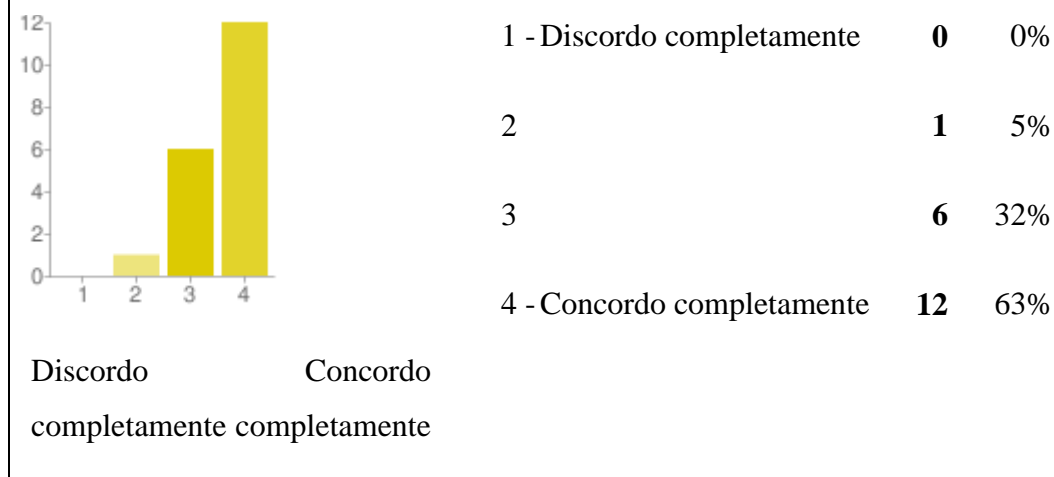 12
10
8
6
4
2
0
1 2 3 4
Discordo Concordo
completamente completamente
1 - Discordo completamente 0 0%
2 1 5%
3 6 32%
4 - Concordo completamente 12 63%